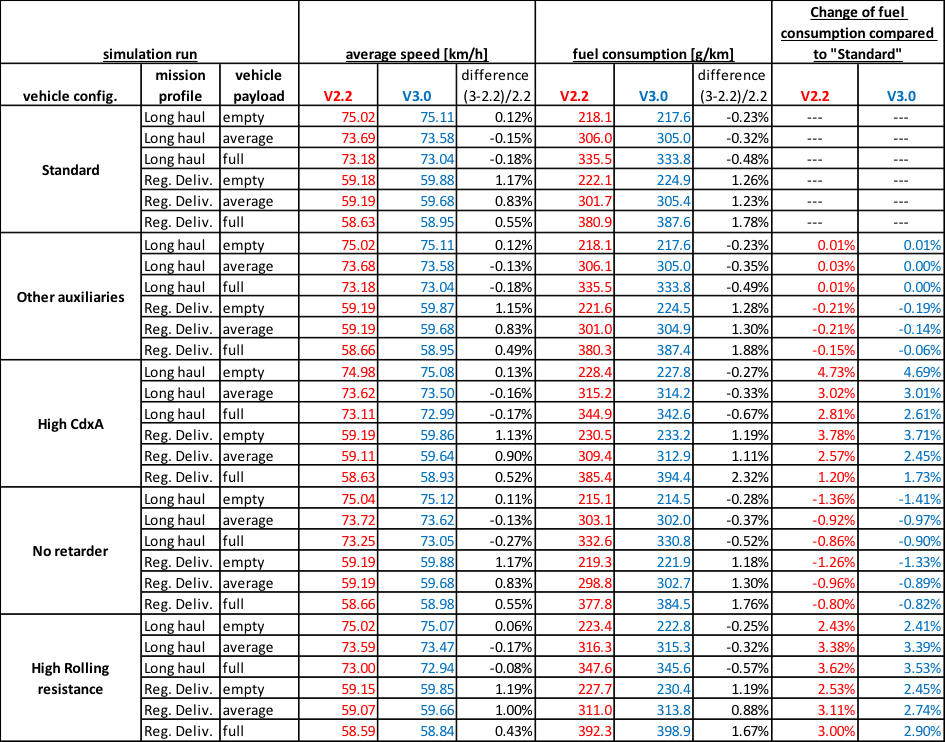 Change of fuel
consumption compared
simulation run average speed [km/h] fuel consumption [g/km] to "Standard"
mission vehicle difference difference
vehicle config. profile payload V2.2 V3.0 (3-2.2)/2.2 V2.2 V3.0 (3-2.2)/2.2 V2.2 V3.0
Long haul empty 75.02 75.11 0.12% 218.1 217.6 -0.23% --- ---
Long haul average 73.69 73.58 -0.15% 306.0 305.0 -0.32% --- ---
Long haul full 73.18 73.04 -0.18% 335.5 333.8 -0.48% --- ---
Standard
Reg. Deliv. empty 59.18 59.88 1.17% 222.1 224.9 1.26% --- ---
Reg. Deliv. average 59.19 59.68 0.83% 301.7 305.4 1.23% --- ---
Reg. Deliv. full 58.63 58.95 0.55% 380.9 387.6 1.78% --- ---
Long haul empty 75.02 75.11 0.12% 218.1 217.6 -0.23% 0.01% 0.01%
Long haul average 73.68 73.58 -0.13% 306.1 305.0 -0.35% 0.03% 0.00%
Long haul full 73.18 73.04 -0.18% 335.5 333.8 -0.49% 0.01% 0.00%
Other auxiliaries
Reg. Deliv. empty 59.19 59.87 1.15% 221.6 224.5 1.28% -0.21% -0.19%
Reg. Deliv. average 59.19 59.68 0.83% 301.0 304.9 1.30% -0.21% -0.14%
Reg. Deliv. full 58.66 58.95 0.49% 380.3 387.4 1.88% -0.15% -0.06%
Long haul empty 74.98 75.08 0.13% 228.4 227.8 -0.27% 4.73% 4.69%
Long haul average 73.62 73.50 -0.16% 315.2 314.2 -0.33% 3.02% 3.01%
Long haul full 73.11 72.99 -0.17% 344.9 342.6 -0.67% 2.81% 2.61%
High CdxA
Reg. Deliv. empty 59.19 59.86 1.13% 230.5 233.2 1.19% 3.78% 3.71%
Reg. Deliv. average 59.11 59.64 0.90% 309.4 312.9 1.11% 2.57% 2.45%
Reg. Deliv. full 58.63 58.93 0.52% 385.4 394.4 2.32% 1.20% 1.73%
Long haul empty 75.04 75.12 0.11% 215.1 214.5 -0.28% -1.36% -1.41%
Long haul average 73.72 73.62 -0.13% 303.1 302.0 -0.37% -0.92% -0.97%
Long haul full 73.25 73.05 -0.27% 332.6 330.8 -0.52% -0.86% -0.90%
No retarder
Reg. Deliv. empty 59.19 59.88 1.17% 219.3 221.9 1.18% -1.26% -1.33%
Reg. Deliv. average 59.19 59.68 0.83% 298.8 302.7 1.30% -0.96% -0.89%
Reg. Deliv. full 58.66 58.98 0.55% 377.8 384.5 1.76% -0.80% -0.82%
Long haul empty 75.02 75.07 0.06% 223.4 222.8 -0.25% 2.43% 2.41%
Long haul average 73.59 73.47 -0.17% 316.3 315.3 -0.32% 3.38% 3.39%
High Rolling Long haul full 73.00 72.94 -0.08% 347.6 345.6 -0.57% 3.62% 3.53%
resistance Reg. Deliv. empty 59.15 59.85 1.19% 227.7 230.4 1.19% 2.53% 2.45%
Reg. Deliv. average 59.07 59.66 1.00% 311.0 313.8 0.88% 3.11% 2.74%
Reg. Deliv. full 58.59 58.84 0.43% 392.3 398.9 1.67% 3.00% 2.90%